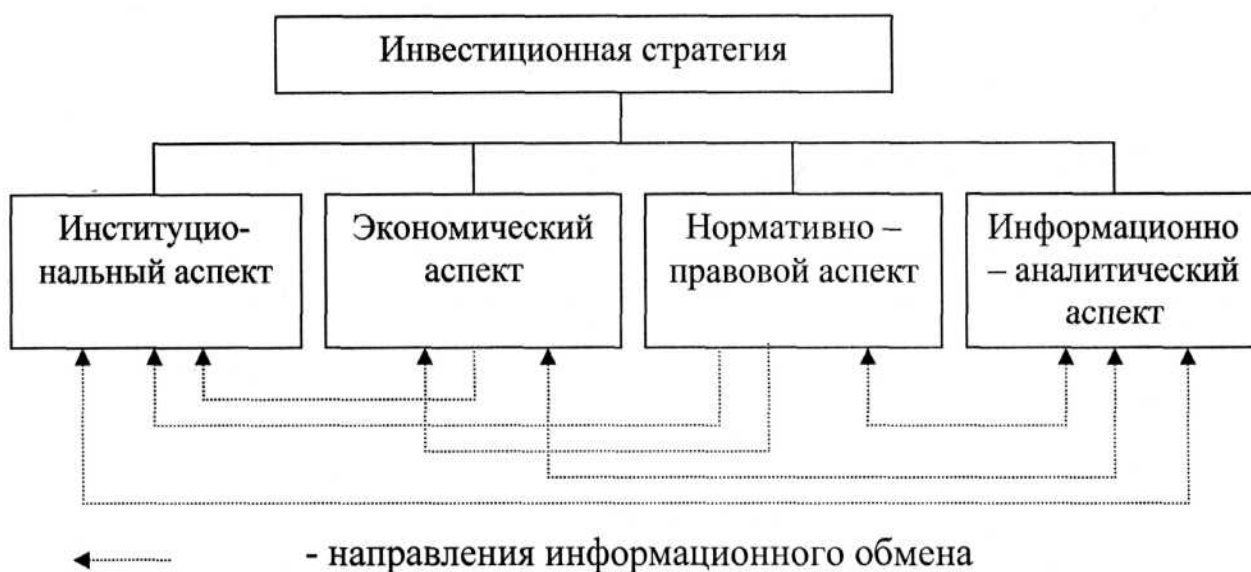 Инвестиционная стратегия
Институцио-
нальный аспект
Экономический
аспект
Нормативно –
правовой аспект
Информационно
– аналитический
аспект
- направления информационного обмена